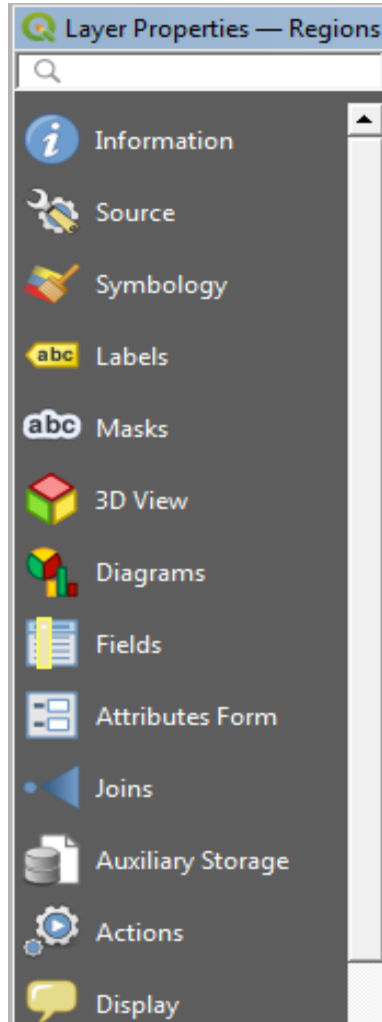 Layer Properties — Regions
Information
Source
Symbology
abc Labels
abc Masks
3D View
Diagrams
Fields
Attributes Form
Joins
Auxiliary Storage
Actions
Display